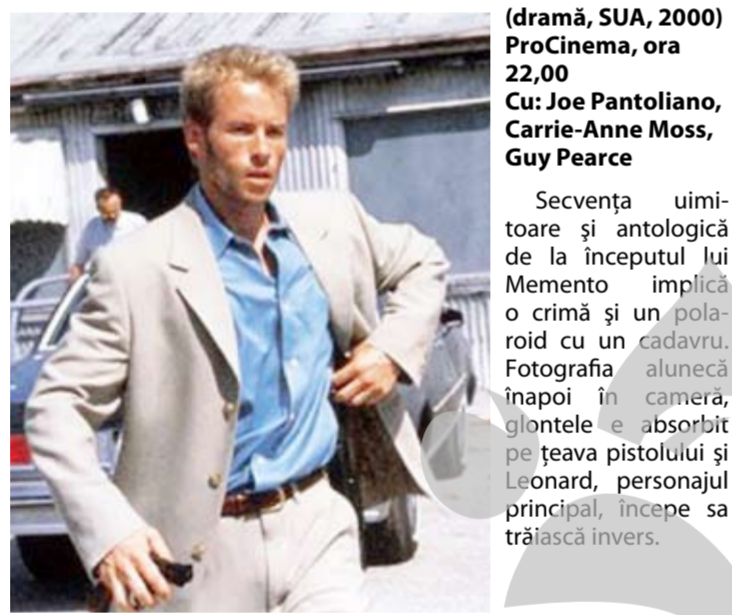 (dramă, SUA, 2000)
ProCinema, ora
22,00
Cu: Joe Pantoliano,
Carrie-Anne Moss,
Guy Pearce
Secvenţa uimi-
toare şi antologică
de la începutul lui
Memento implică
o crimă şi un pola-
roid cu un cadavru.
Fotografia alunecă
înapoi în cameră,
glontele e absorbit
pe ţeava pistolului şi
Leonard, personajul
principal, începe sa
trăiască invers.